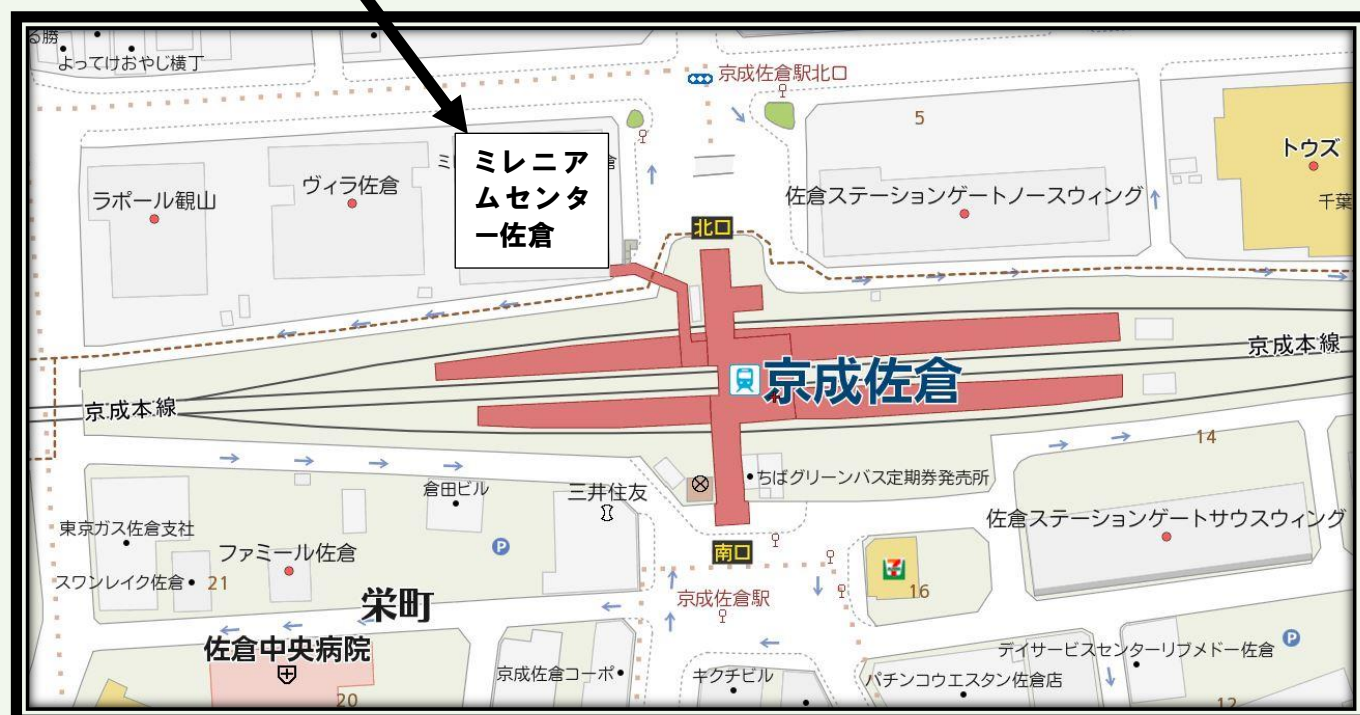 る勝
よってけおやじ横丁
京成佐倉駅北口
5
トウズ
千葉
ミ
ミレニア
ムセンタ
ー佐倉
倉
ヴィラ佐倉
ラポール観山
佐倉ステーションゲートノースウィング
北口
京成本線
京成佐倉
京成本線
14
倉田ビル
三井住友
ちばグリーンバス定期券発売所
東京ガス佐倉支社
ファミール佐倉
P
南口
佐倉ステーションゲートサウスウィング
スワンレイク佐倉
21
栄町
京成佐倉駅
7
16
佐倉中央病院
京成佐倉コーポ
キクチビル
デイサービスセンターリブメドー佐倉
P
パチンコウエスタン佐倉店
20
12